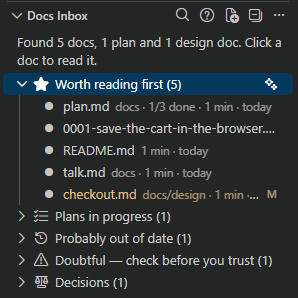 Docs Inbox
Found 5 docs, 1 plan and 1 design doc. Click a
doc to read it.
Worth reading first (5)
plan.md docs · 1/3 done · 1 min · today
0001-save-the-cart-in-the-browser....
README.md 1 min · today
talk.md docs · 1 min · today
checkout.md docs/design · 1 min ·... M
Plans in progress (1)
Probably out of date (1)
Doubtful — check before you trust (1)
Decisions (1)